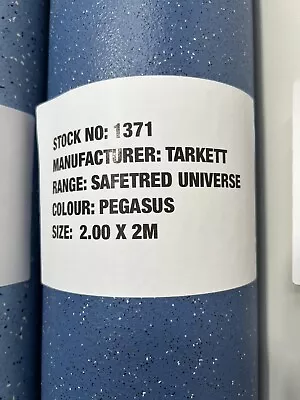 STOCK NO: 1371
MANUFACTURER: TARKETT
RANGE: SAFETRED UNIVERSE
COLOUR: PEGASUS
SIZE: 2.00 X 2M